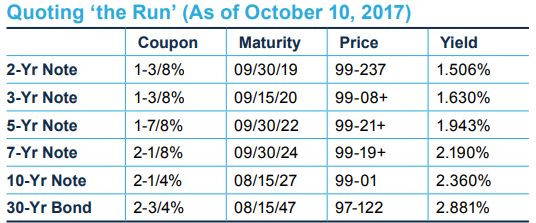 Quoting ‘the Run’ (As of October 10, 2017)
Coupon Maturity Price Yield
2-Yr Note 1-3/8% 09/30/19 99-237 1.506%
3-Yr Note 1-3/8% 09/15/20 99-08+ 1.630%
5-Yr Note 1-7/8% 09/30/22 99-21+ 1.943%
7-Yr Note 2-1/8% 09/30/24 99-19+ 2.190%
10-Yr Note 2-1/4% 08/15/27 99-01 2.360%
30-Yr Bond 2-3/4% 08/15/47 97-122 2.881%